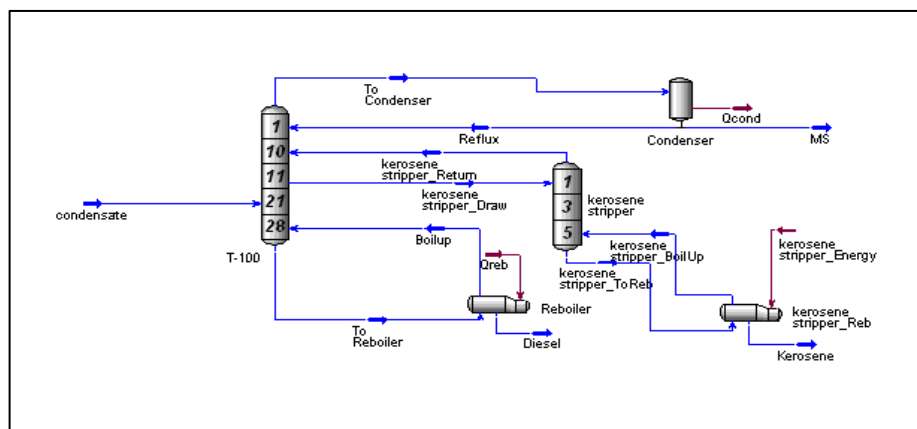 To
Condenser
Qcond
1
Reflux
Condenser
MS
10
kerosene
stripper_Return
11
kerosene
stripper_Draw
1
3
5
kerosene
stripper
21
condensate
28
T-100
Boilup
kerosene
stripper_BoilUp
kerosene
stripper_ToReb
kerosene
stripper_Energy
Qreb
Reboiler
kerosene
stripper_Reb
To
Reboiler
Diesel
Kerosene